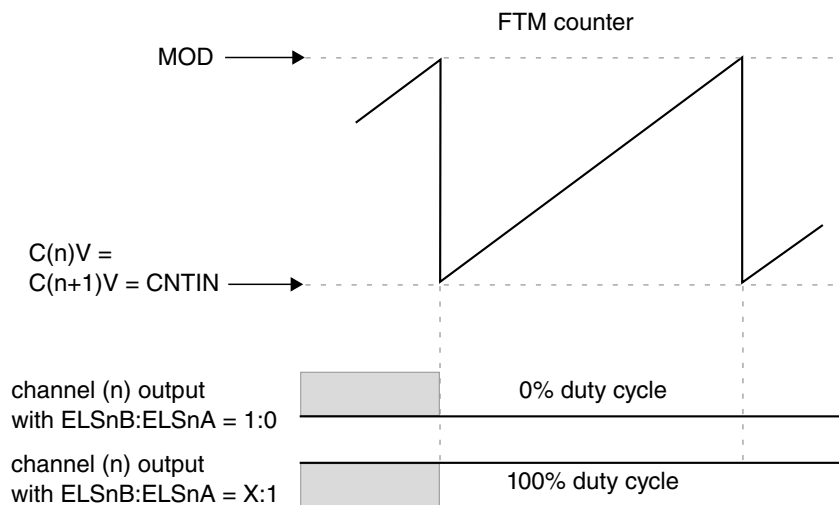 FTM counter
MOD
C(n)V =
C(n+1)V = CNTIN
channel (n) output
with ELSnB:ELSnA = 1:0
0% duty cycle
channel (n) output
with ELSnB:ELSnA = X:1
100% duty cycle